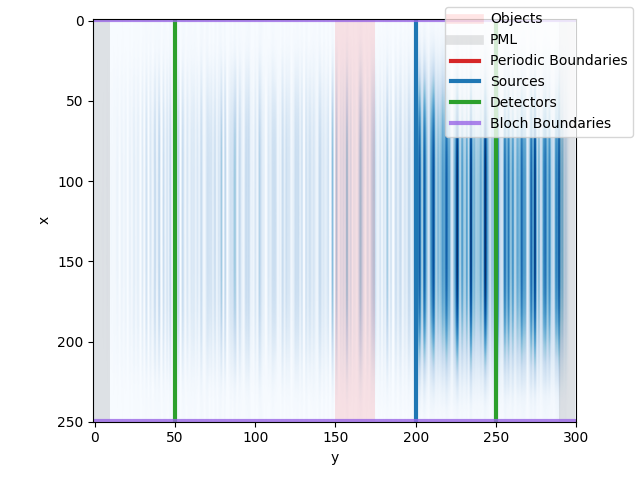 Objects
PML
Periodic Boundaries
Sources
Detectors
Bloch Boundaries
0
50
100
150
200
250
x
0
50
100
150
200
250
300
y